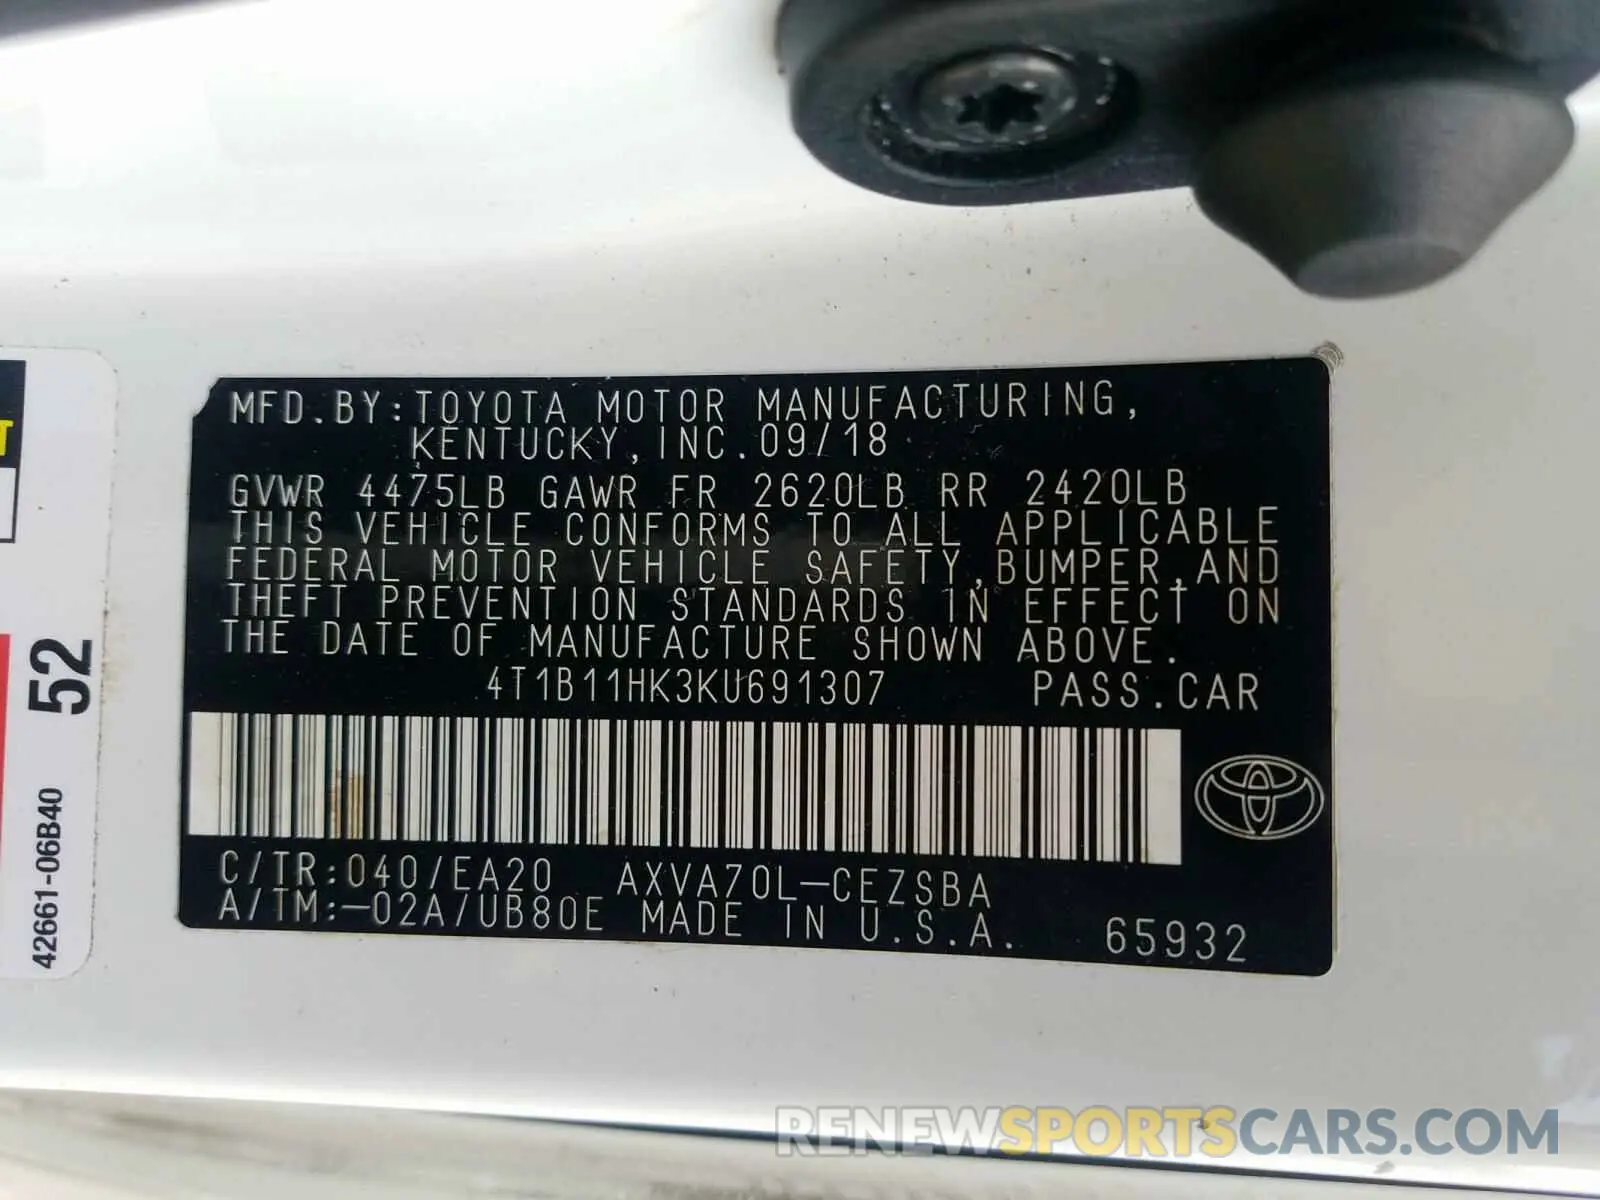 MFD.BY:TOYOTA MOTOR MANUFACTURING,
KENTUCKY,INC.09/18
GVWR 4475LB GAWR FR 2620LB RR 2420LB
THIS VEHICLE CONFORMS TO ALL APPLICABLE
FEDERAL MOTOR VEHICLE SAFETY,BUMPER,AND
THEFT PREVENTION STANDARDS IN EFFECT ON
THE DATE OF MANUFACTURE SHOWN ABOVE.
4T1B11HK3KU691307 PASS.CAR
C/TR:040/EA20 AXVA70L-CEZSBA
A/TM:-02A/UB80E MADE IN U.S.A. 65932
T
52
42661-06B40
RENEWSPORTSCARS.COM